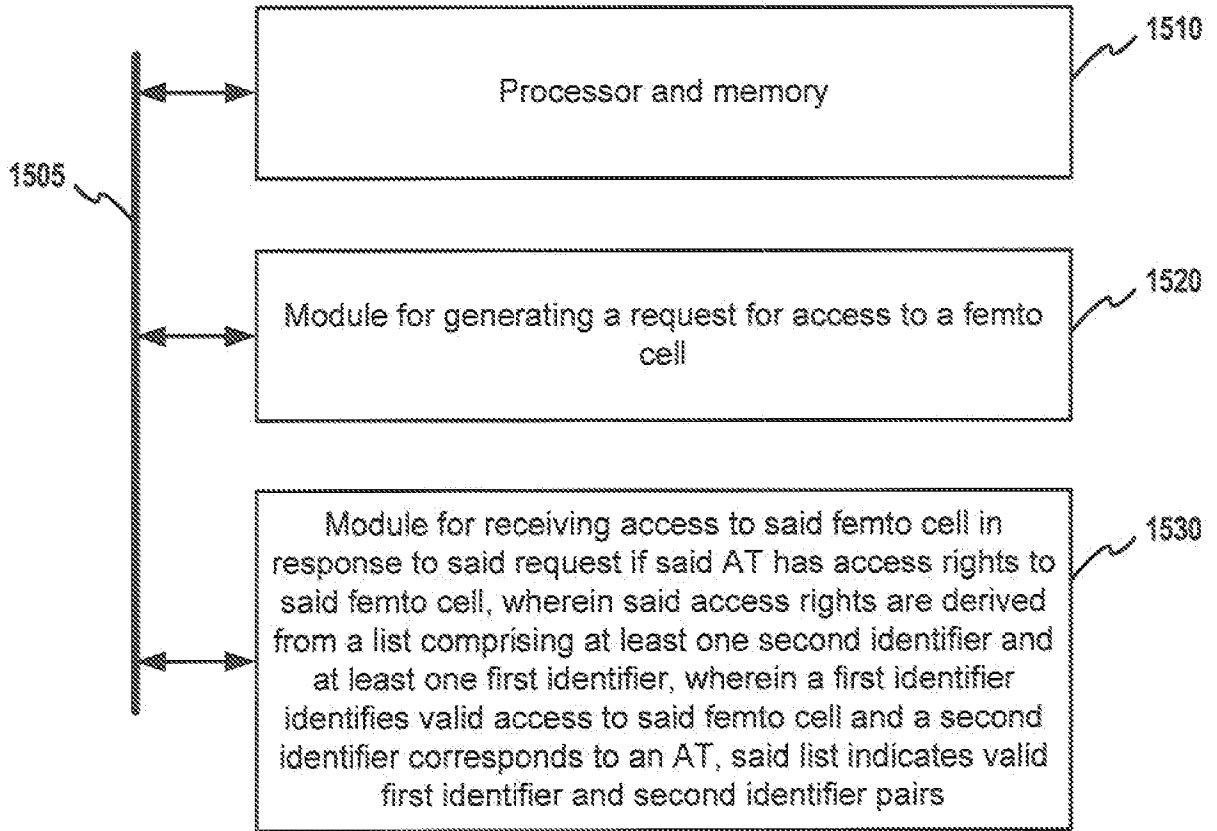 1510
Processor and memory
1505
1520
Module for generating a request for access to a femto
cell
1530
Module for receiving access to said femto cell in
response to said request if said AT has access rights to
said femto cell, wherein said access rights are derived
from a list comprising at least one second identifier and
at least one first identifier, wherein a first identifier
identifies valid access to said femto cell and a second
identifier corresponds to an AT, said list indicates valid
first identifier and second identifier pairs